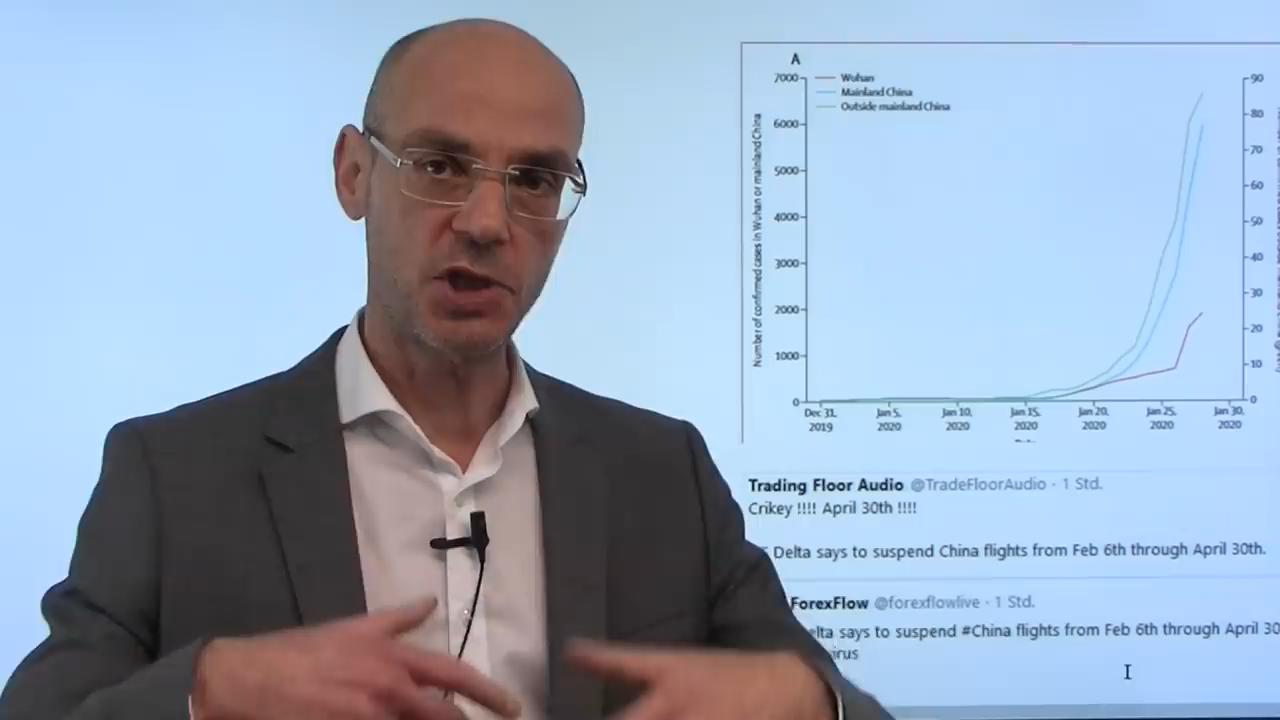 A
7000
6000
5000
4000
3000
2000
1000
0
Wuhan
Mainland China
Outside mainland China
Number of confirmed cases in Wuhan or mainland China
90
80
70
60
50
40
30
20
10
0
Dec 31, 2019
Jan 5, 2020
Jan 10, 2020
Jan 15, 2020
Jan 20, 2020
Jan 25, 2020
Jan 30, 2020
Trading Floor Audio @TradeFloorAudio · 1 Std.
Crikey !!!! April 30th !!!!
Delta says to suspend China flights from Feb 6th through April 30th.
ForexFlow @forexflowlive · 1 Std.
elta says to suspend #China flights from Feb 6th through April 30
irus